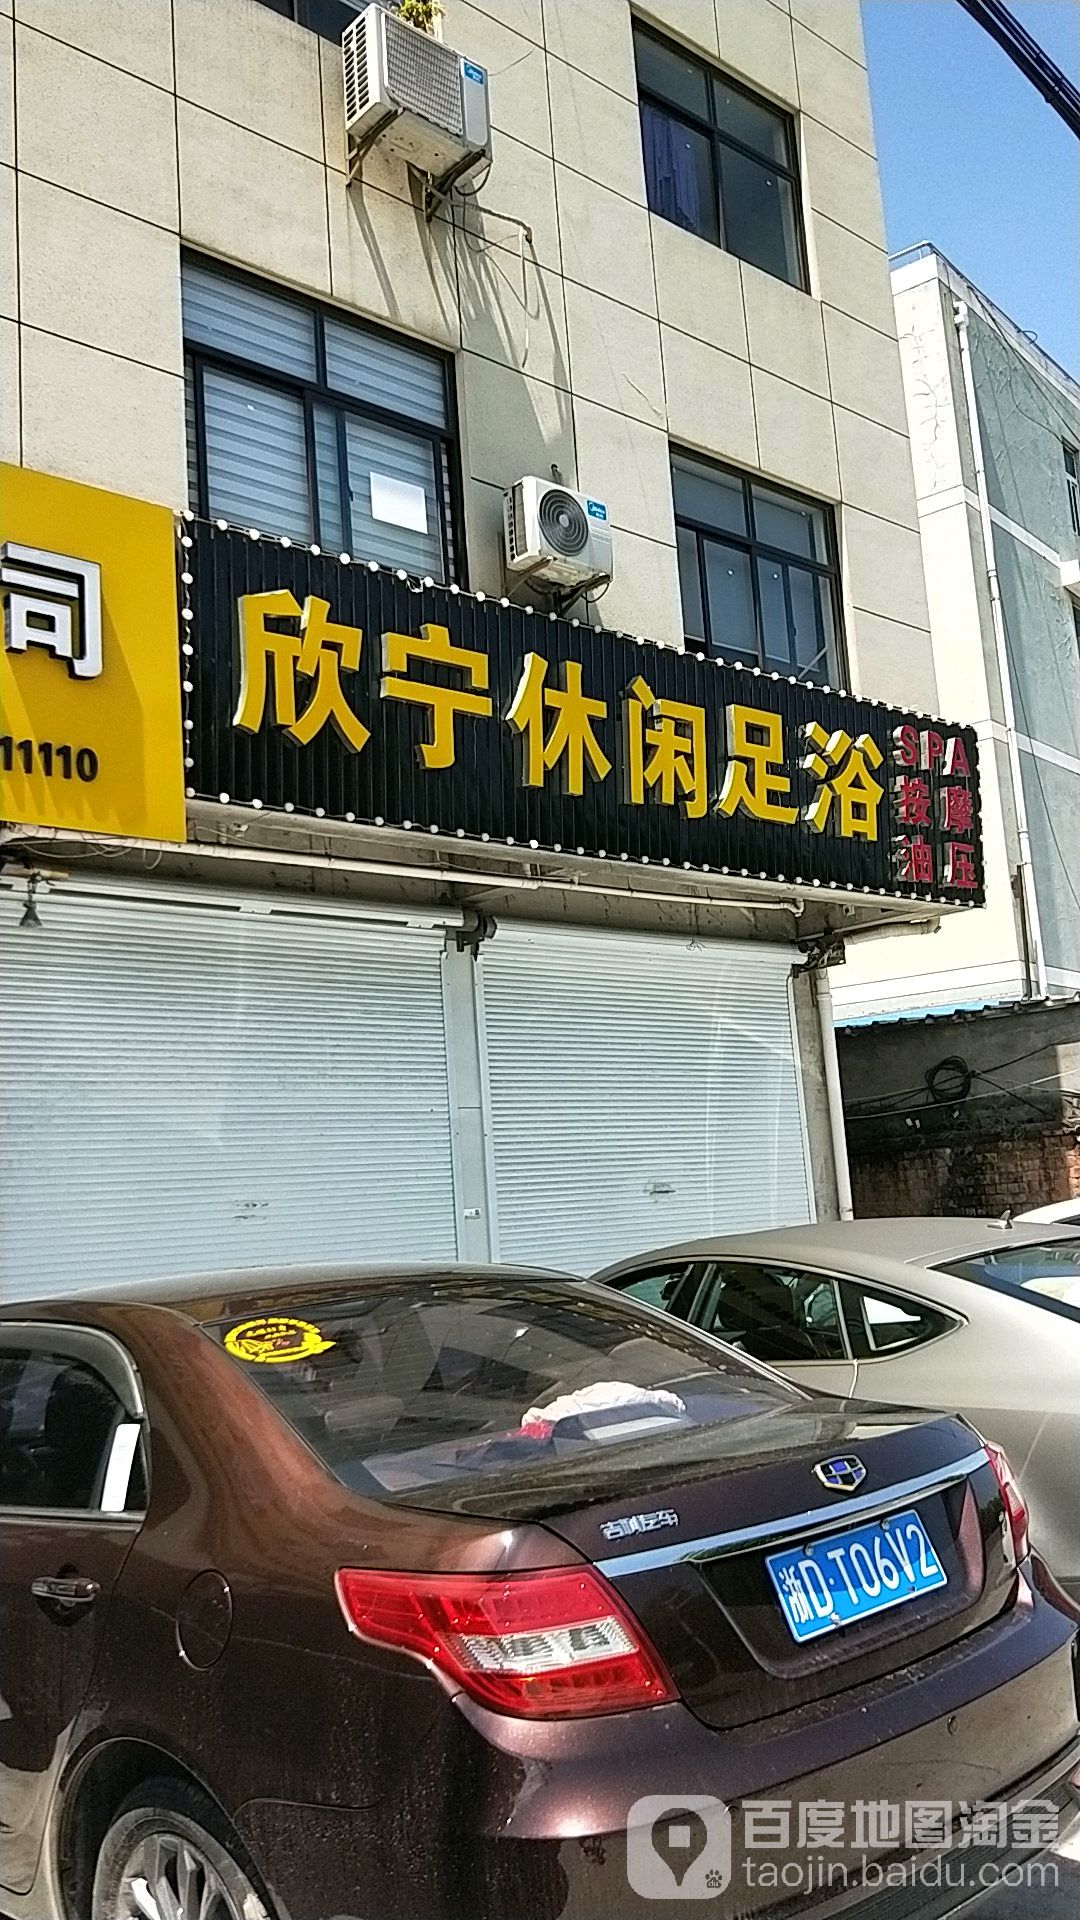 司
11110
欣宁休闲足浴
SPA
按摩
油压
Midea
吉利汽车
浙D·T06V2
百度地图淘金
taojin.baidu.com